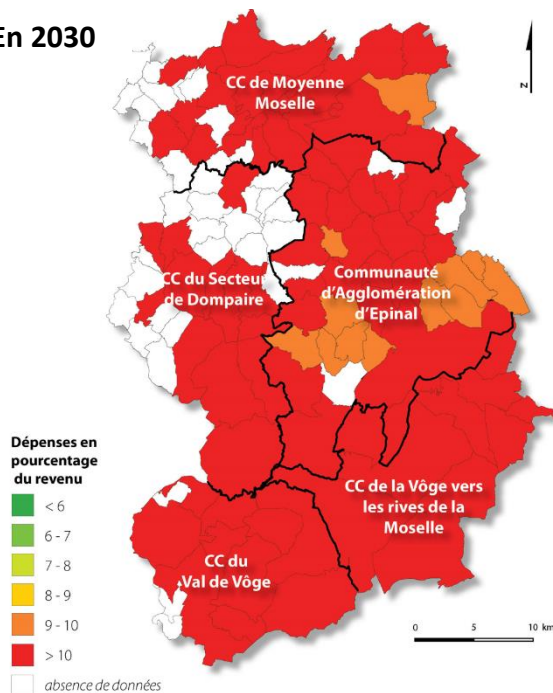 En 2030
CC de Moyenne
Moselle
N
CC du Secteur
de Dompaire
Communauté
d'Agglomération
d'Epinal
CC de la Vôge vers
les rives de la
Moselle
CC du
Val de Vôge
Dépenses en
pourcentage
du revenu
< 6
6 - 7
7 - 8
8 - 9
9 - 10
> 10
absence de données
0 5 10 km